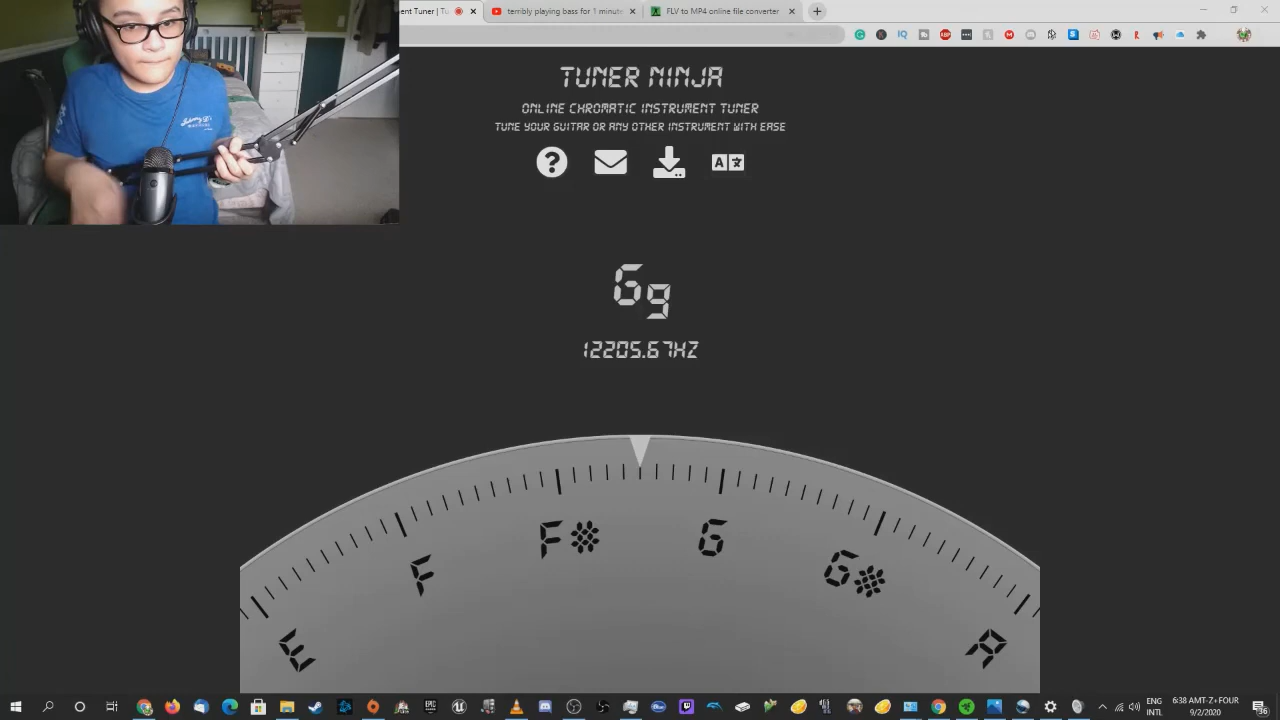 ent Tuner | Tu
terribly playing bass for 1 minute
FLV to MP4 online file converter
TUNER NINJA
ONLINE CHROMATIC INSTRUMENT TUNER
TUNE YOUR GUITAR OR ANY OTHER INSTRUMENT WITH EASE
A
G9
12205.67HZ
E F F# G G# A
ENG
INTL
6:38 AMT-Z+FOUR
9/2/2020